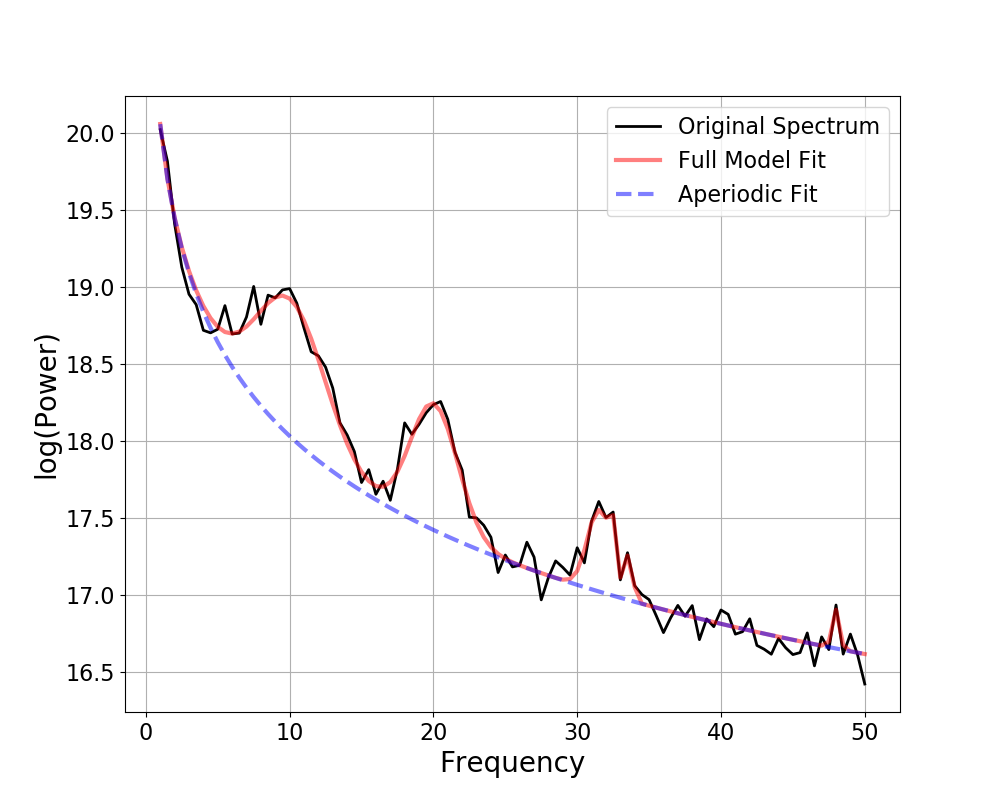 Original Spectrum
Full Model Fit
Aperiodic Fit
log(Power)
20.0
19.5
19.0
18.5
18.0
17.5
17.0
16.5
0 10 20 30 40 50
Frequency